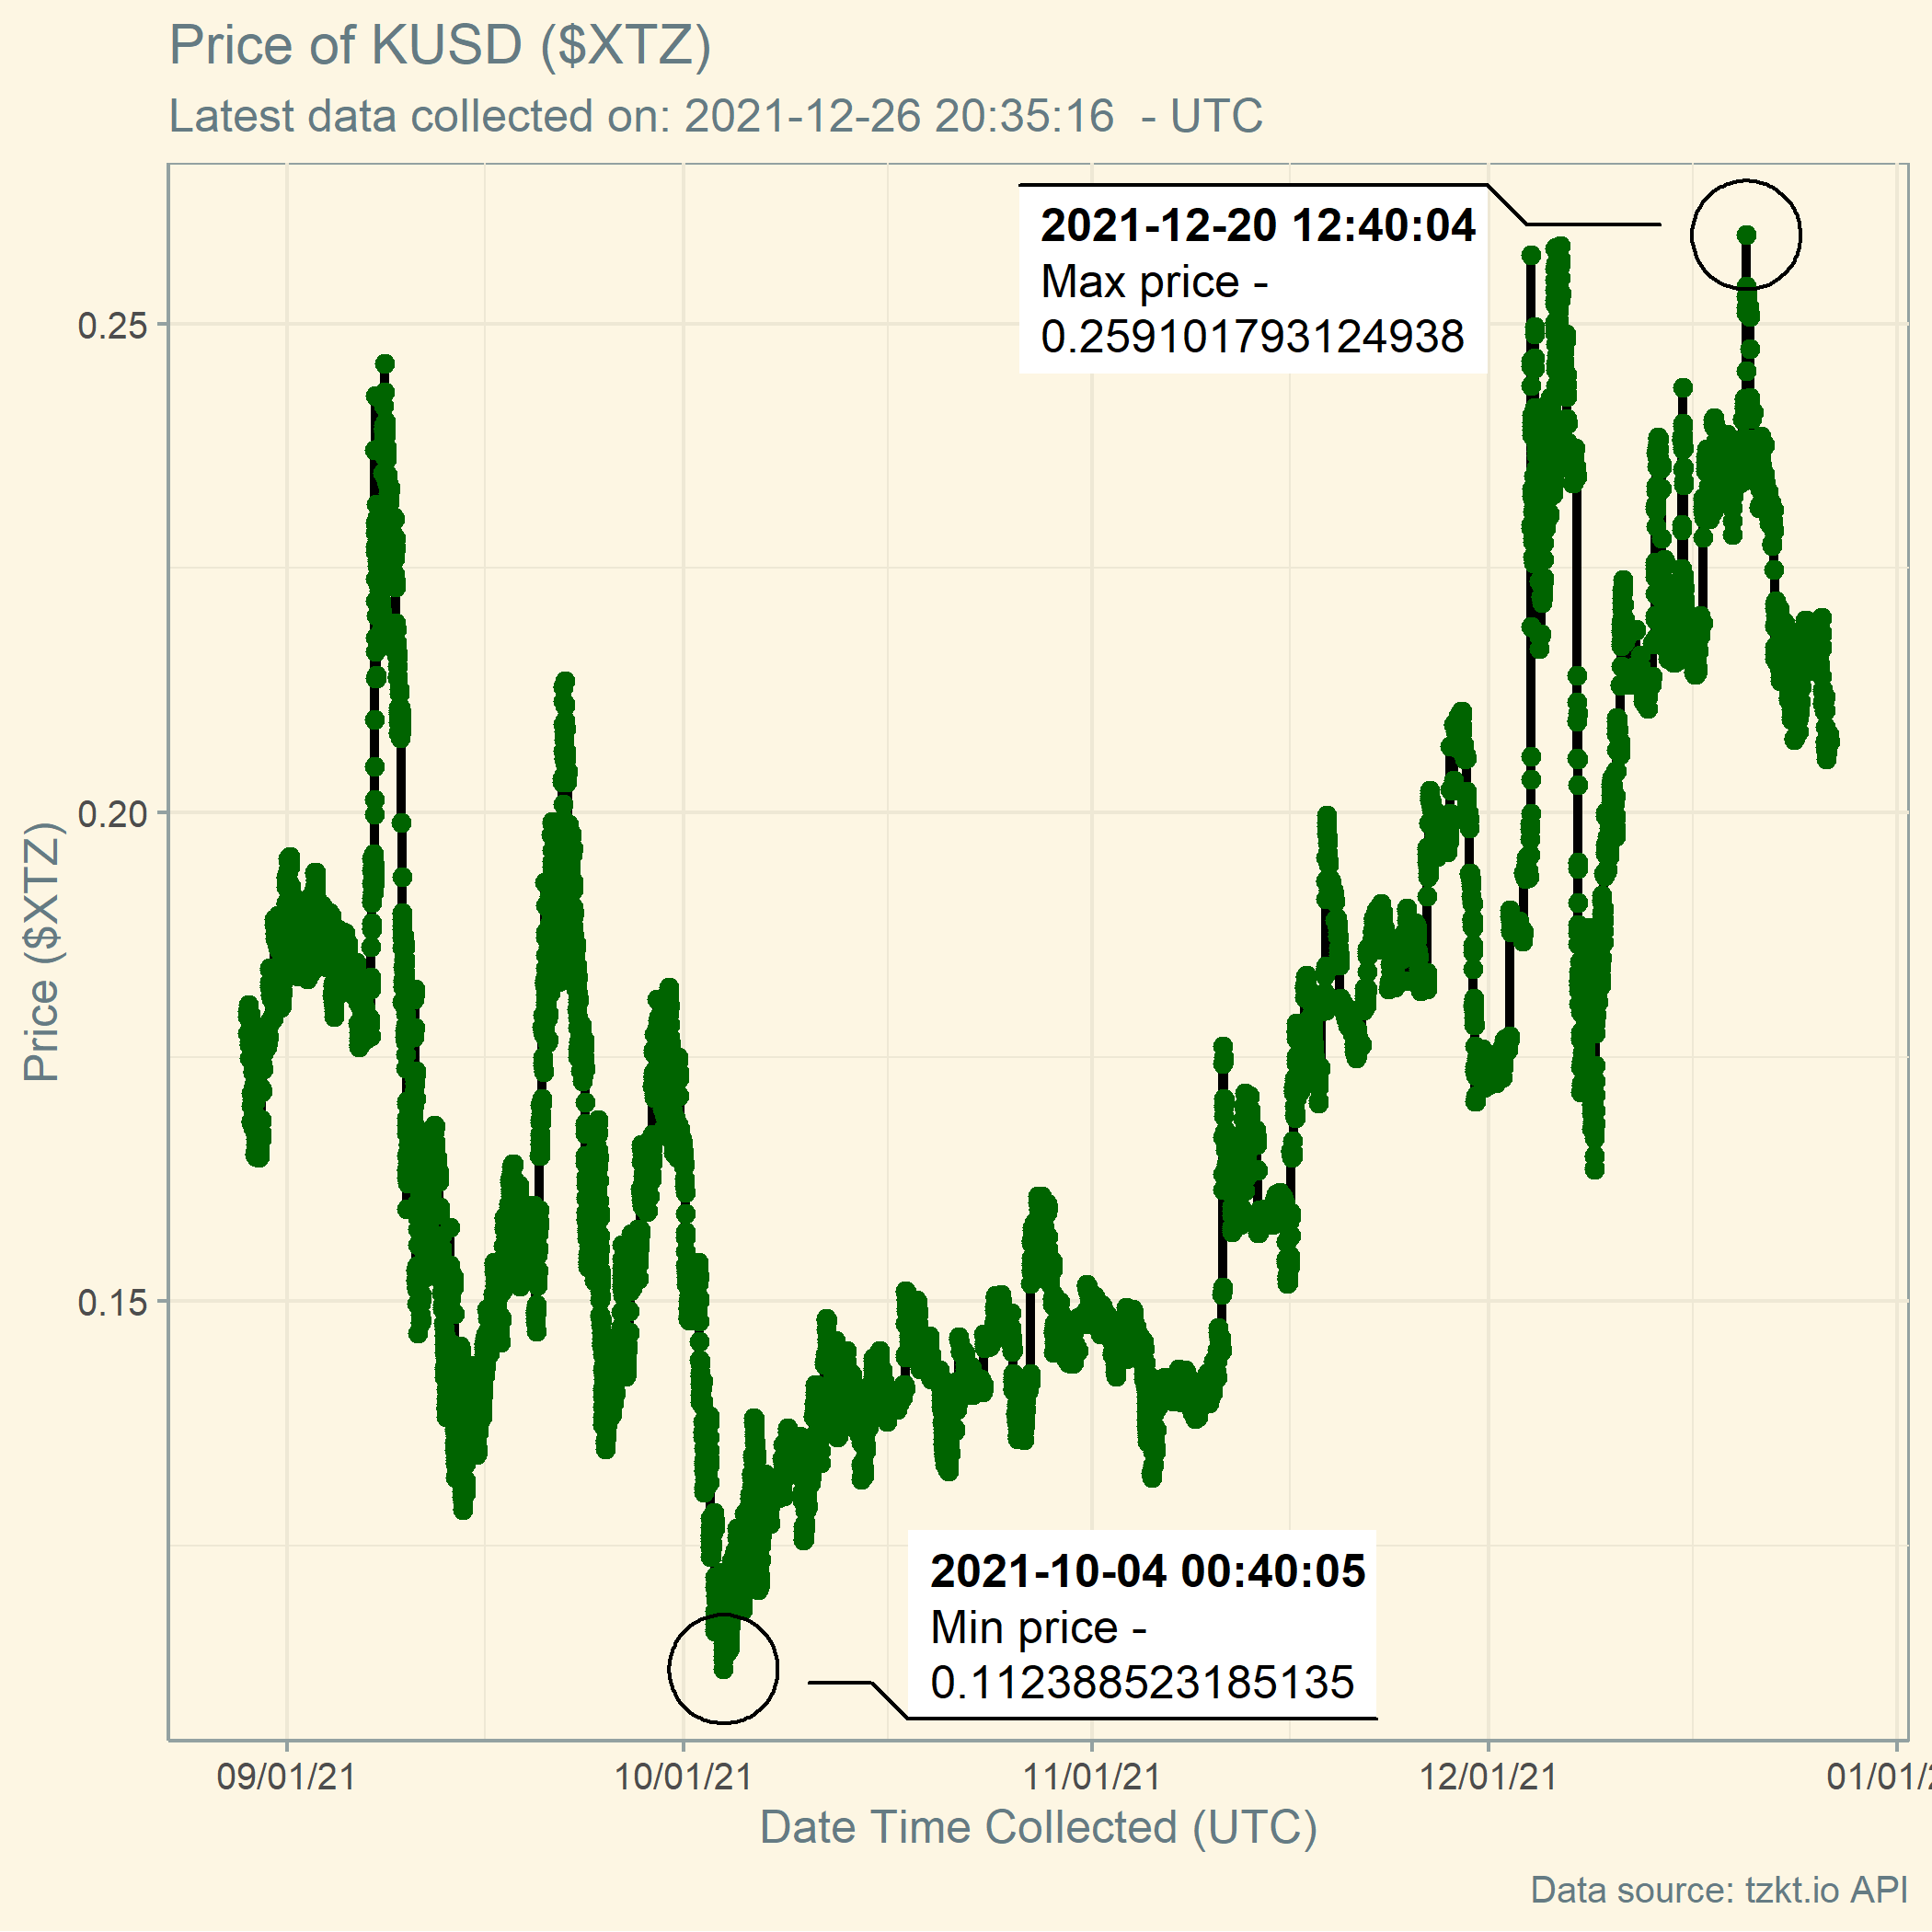 Price of KUSD ($XTZ)
Latest data collected on: 2021-12-26 20:35:16  - UTC
2021-12-20 12:40:04
Max price -
0.259101793124938
0.25
0.20
0.15
Price ($XTZ)
2021-10-04 00:40:05
Min price -
0.112388523185135
09/01/21
10/01/21
11/01/21
12/01/21
01/01/
Date Time Collected (UTC)
Data source: tzkt.io API